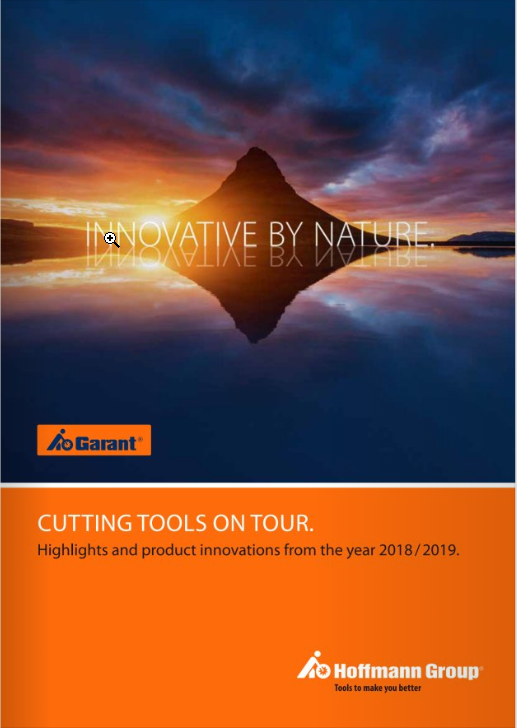 INNOVATIVE BY NATURE.
Garant®
CUTTING TOOLS ON TOUR.
Highlights and product innovations from the year 2018/2019.
Hoffmann Group®
Tools to make you better